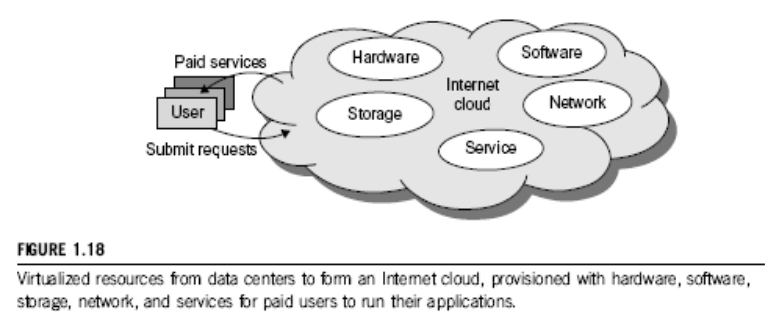 Paid services
Hardware
Software
Internet
cloud
User
Storage
Network
Submit requests
Service
FIGURE 1.18
Virtualized resources from data centers to form an Internet cloud, provisioned with hardware, software,
storage, network, and services for paid users to run their applications.